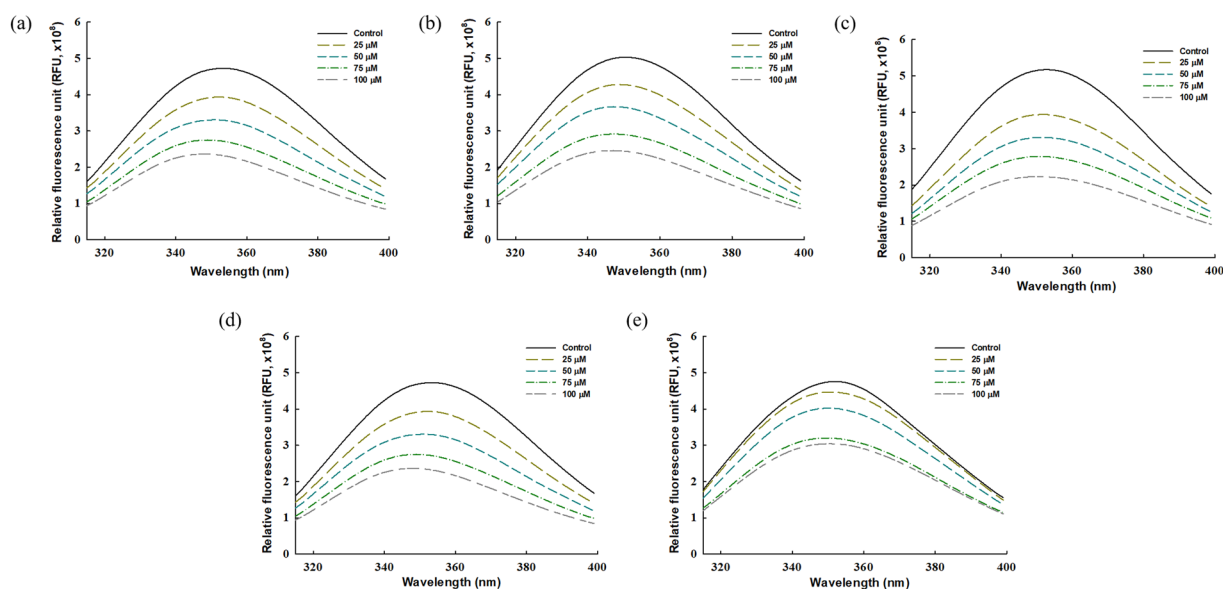 (a)
Relative fluorescence unit (RFU, x10⁸)
6
5
4
3
2
1
0
320 340 360 380 400
Wavelength (nm)
Control
25 µM
50 µM
75 µM
100 µM
(b)
Relative fluorescence unit (RFU, x10⁸)
6
5
4
3
2
1
0
320 340 360 380 400
Wavelength (nm)
Control
25 µM
50 µM
75 µM
100 µM
(c)
Relative fluorescence unit (RFU, x10⁸)
6
5
4
3
2
1
0
320 340 360 380 400
Wavelength (nm)
Control
25 µM
50 µM
75 µM
100 µM
(d)
Relative fluorescence unit (RFU, x10⁸)
6
5
4
3
2
1
0
320 340 360 380 400
Wavelength (nm)
Control
25 µM
50 µM
75 µM
100 µM
(e)
Relative fluorescence unit (RFU, x10⁸)
6
5
4
3
2
1
0
320 340 360 380 400
Wavelength (nm)
Control
25 µM
50 µM
75 µM
100 µM